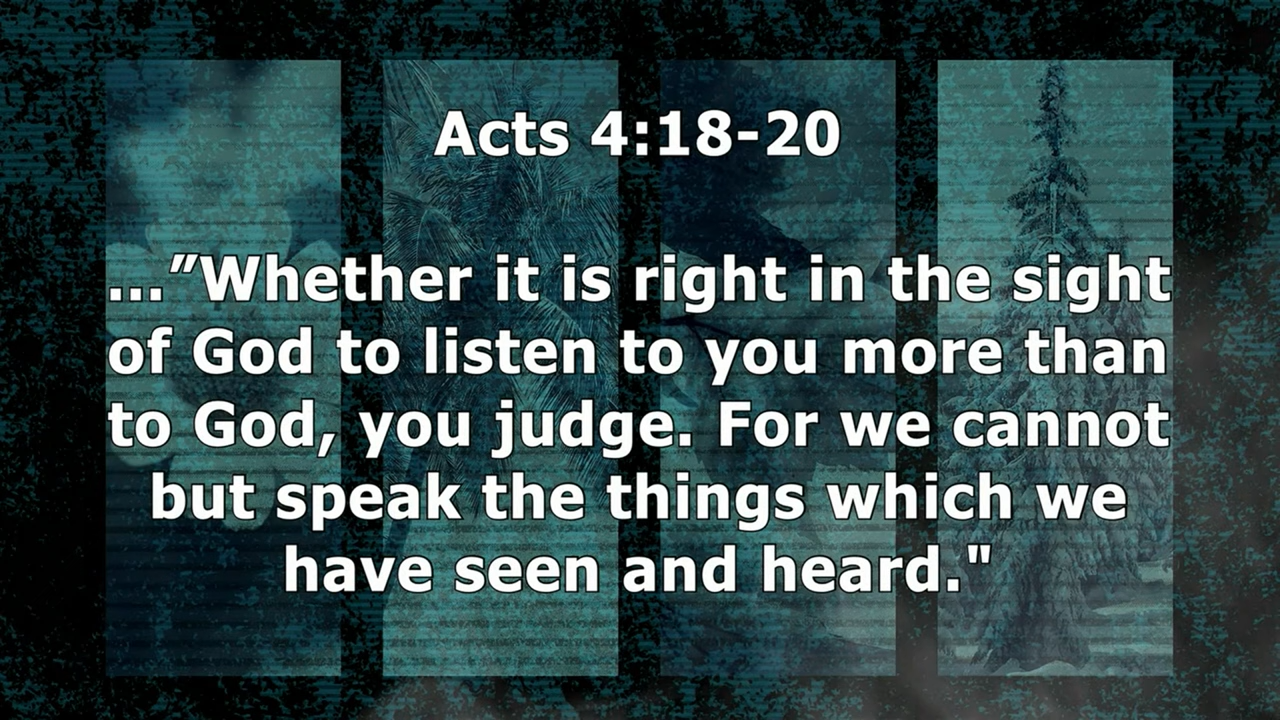 Acts 4:18-20
..."Whether it is right in the sight
of God to listen to you more than
to God, you judge. For we cannot
but speak the things which we
have seen and heard."